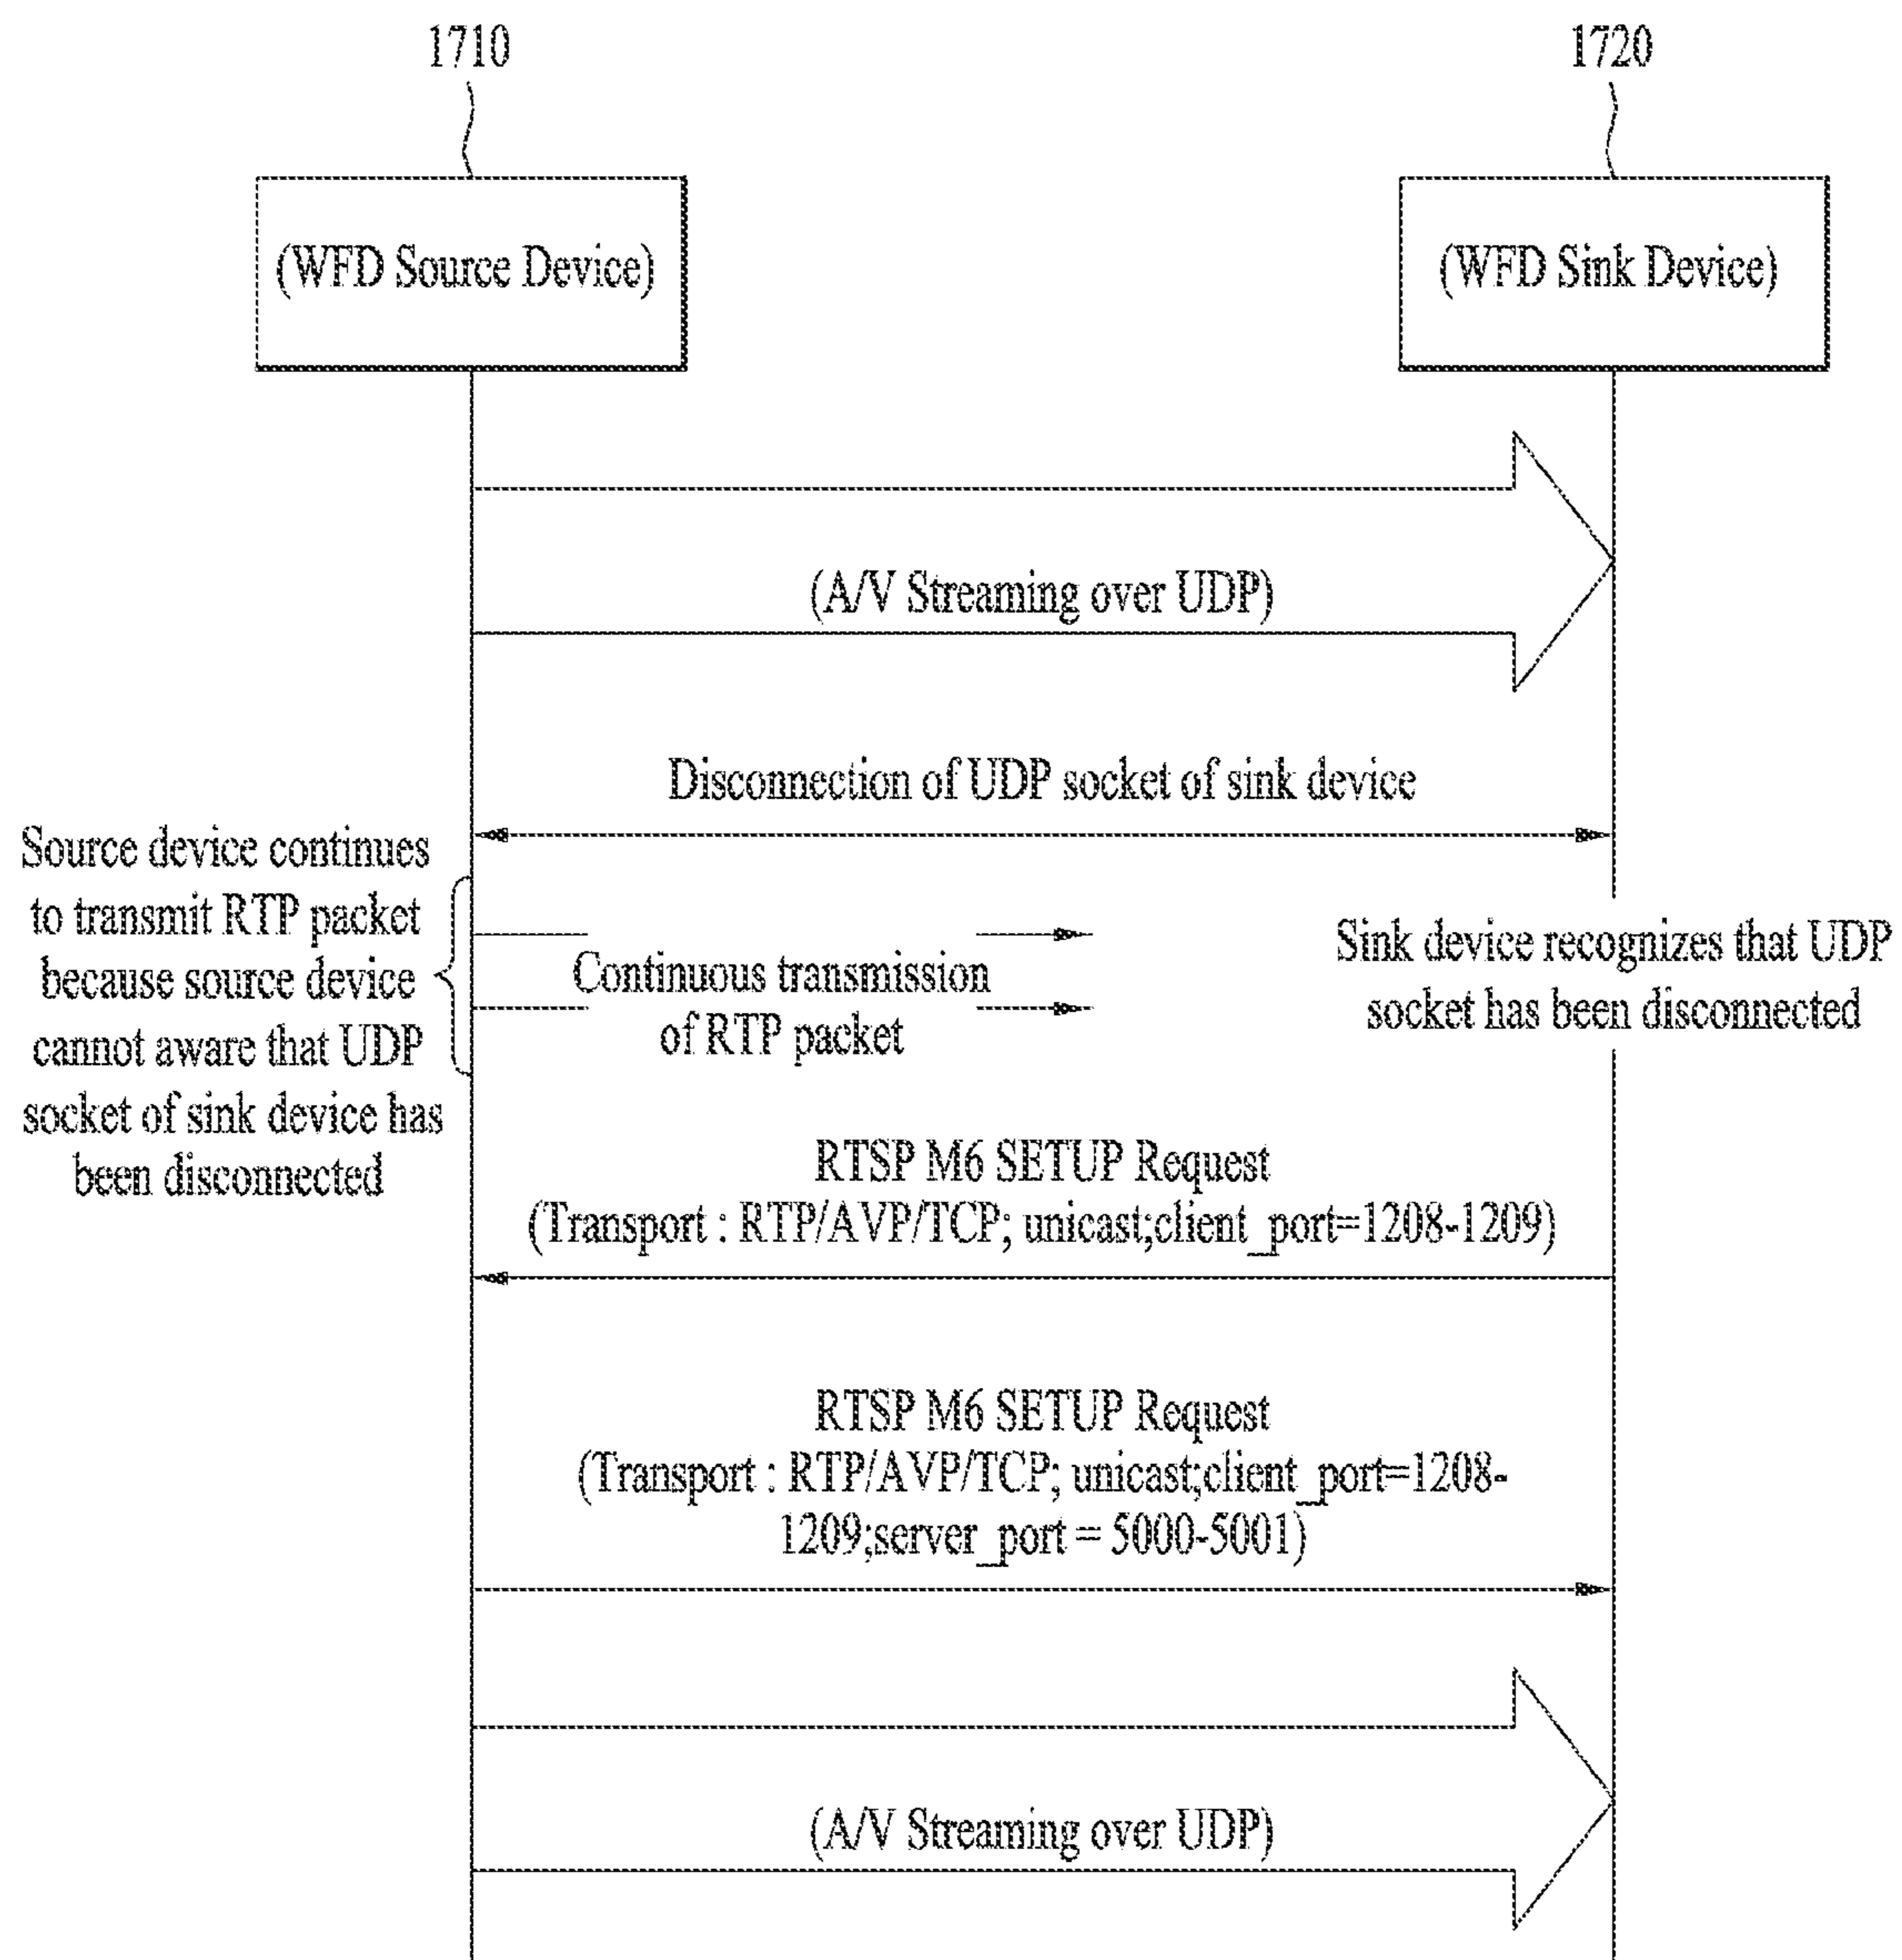 1710
1720
(WFD Source Device)
(WFD Sink Device)
(A/V Streaming over UDP)
Disconnection of UDP socket of sink device
Source device continues
to transmit RTP packet
because source device
cannot aware that UDP
socket of sink device has
been disconnected
Continuous transmission
of RTP packet
Sink device recognizes that UDP
socket has been disconnected
RTSP M6 SETUP Request
(Transport : RTP/AVP/TCP; unicast;client_port=1208-1209)
RTSP M6 SETUP Request
(Transport : RTP/AVP/TCP; unicast;client_port=1208-
1209;server_port = 5000-5001)
(A/V Streaming over UDP)